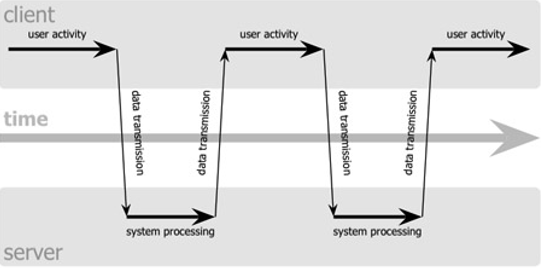 client
user activity
user activity
user activity
data transmission
data transmission
data transmission
data transmission
time
system processing
system processing
server